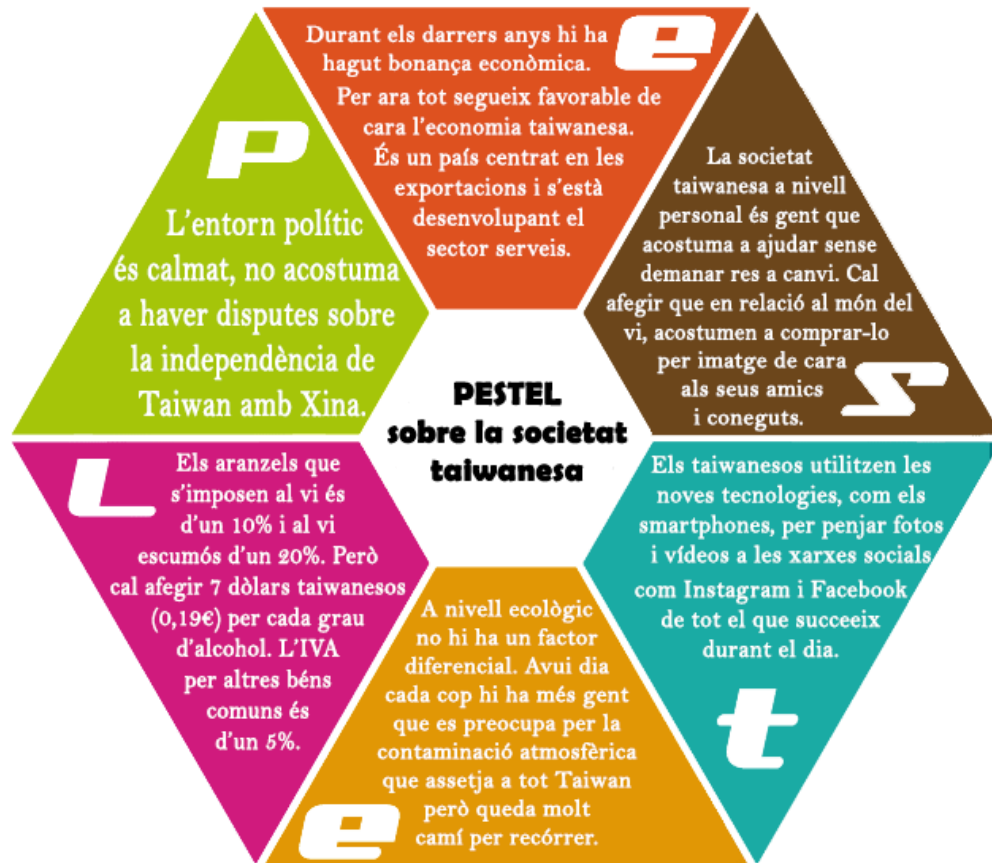 P
L'entorn polític
és calmat, no acostuma
a haver disputes sobre
la independència de
Taiwan amb Xina.
e
Durant els darrers anys hi ha
hagut bonança econòmica.
Per ara tot segueix favorable de
cara l'economia taiwanesa.
És un país centrat en les
exportacions i s'està
desenvolupant el
sector serveis.
La societat
taiwanesa a nivell
personal és gent que
acostuma a ajudar sense
demanar res a canvi. Cal
afegir que en relació al món del
vi, acostumen a comprar-lo
per imatge de cara
als seus amics
i coneguts.
s
PESTEL
sobre la societat
taiwanesa
Els taiwanesos utilitzen les
noves tecnologies, com els
smartphones, per penjar fotos
i vídeos a les xarxes socials
com Instagram i Facebook
de tot el que succeeix
durant el dia.
t
A nivell ecològic
no hi ha un factor
diferencial. Avui dia
cada cop hi ha més gent
que es preocupa per la
contaminació atmosfèrica
que assetja a tot Taiwan
però queda molt
camí per recórrer.
e
L
Els aranzels que
s'imposen al vi és
d'un 10% i al vi
escumós d'un 20%. Però
cal afegir 7 dòlars taiwanesos
(0,19€) per cada grau
d'alcohol. L'IVA
per altres béns
comuns és
d'un 5%.